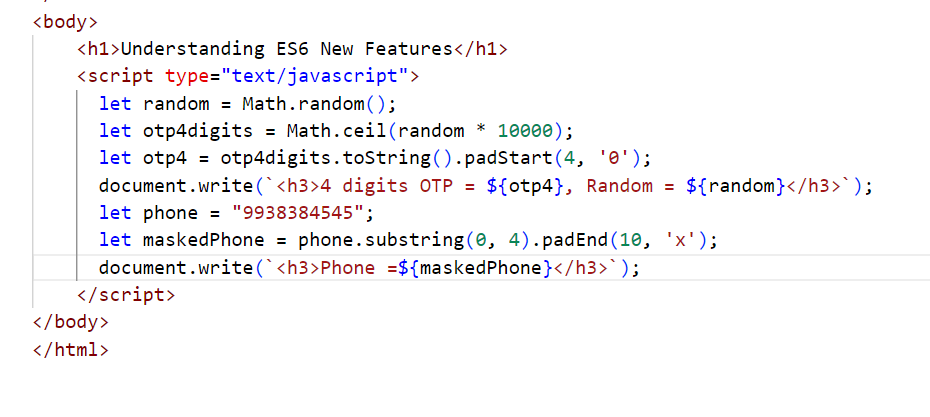 <body>
<h1>Understanding ES6 New Features</h1>
<script type="text/javascript">
let random = Math.random();
let otp4digits = Math.ceil(random * 10000);
let otp4 = otp4digits.toString().padStart(4, '0');
document.write(`<h3>4 digits OTP = ${otp4}, Random = ${random}</h3>`);
let phone = "9938384545";
let maskedPhone = phone.substring(0, 4).padEnd(10, 'x');
document.write(`<h3>Phone =${maskedPhone}</h3>`);
</script>
</body>
</html>